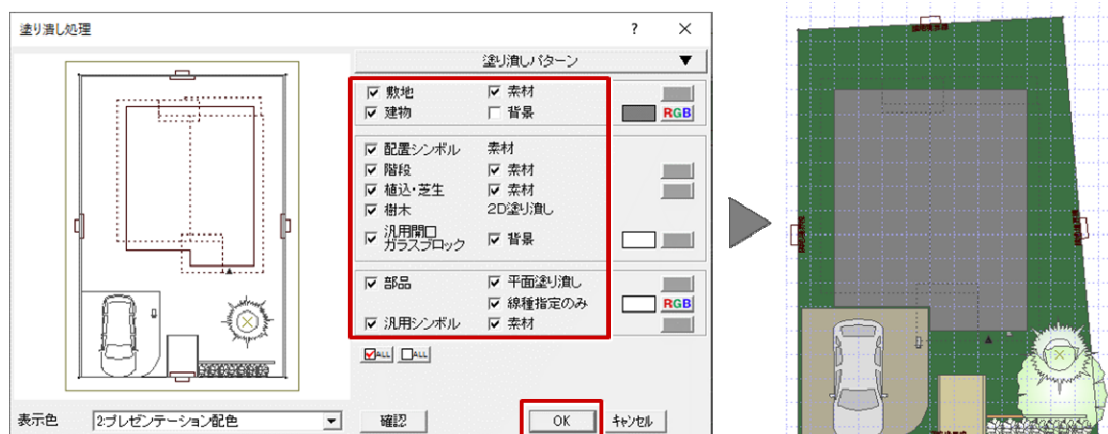 塗り潰し処理
? ×
塗り潰しパターン ▼
敷地 素材
建物 背景 RGB
配置シンボル 素材
階段 素材
植込・芝生 素材
樹木 2D塗り潰し
汎用開口
ガラスブロック 背景
部品 平面塗り潰し
線種指定のみ RGB
汎用シンボル 素材
ALL ALL
表示色 2:プレゼンテーション配色 確認 OK キャンセル